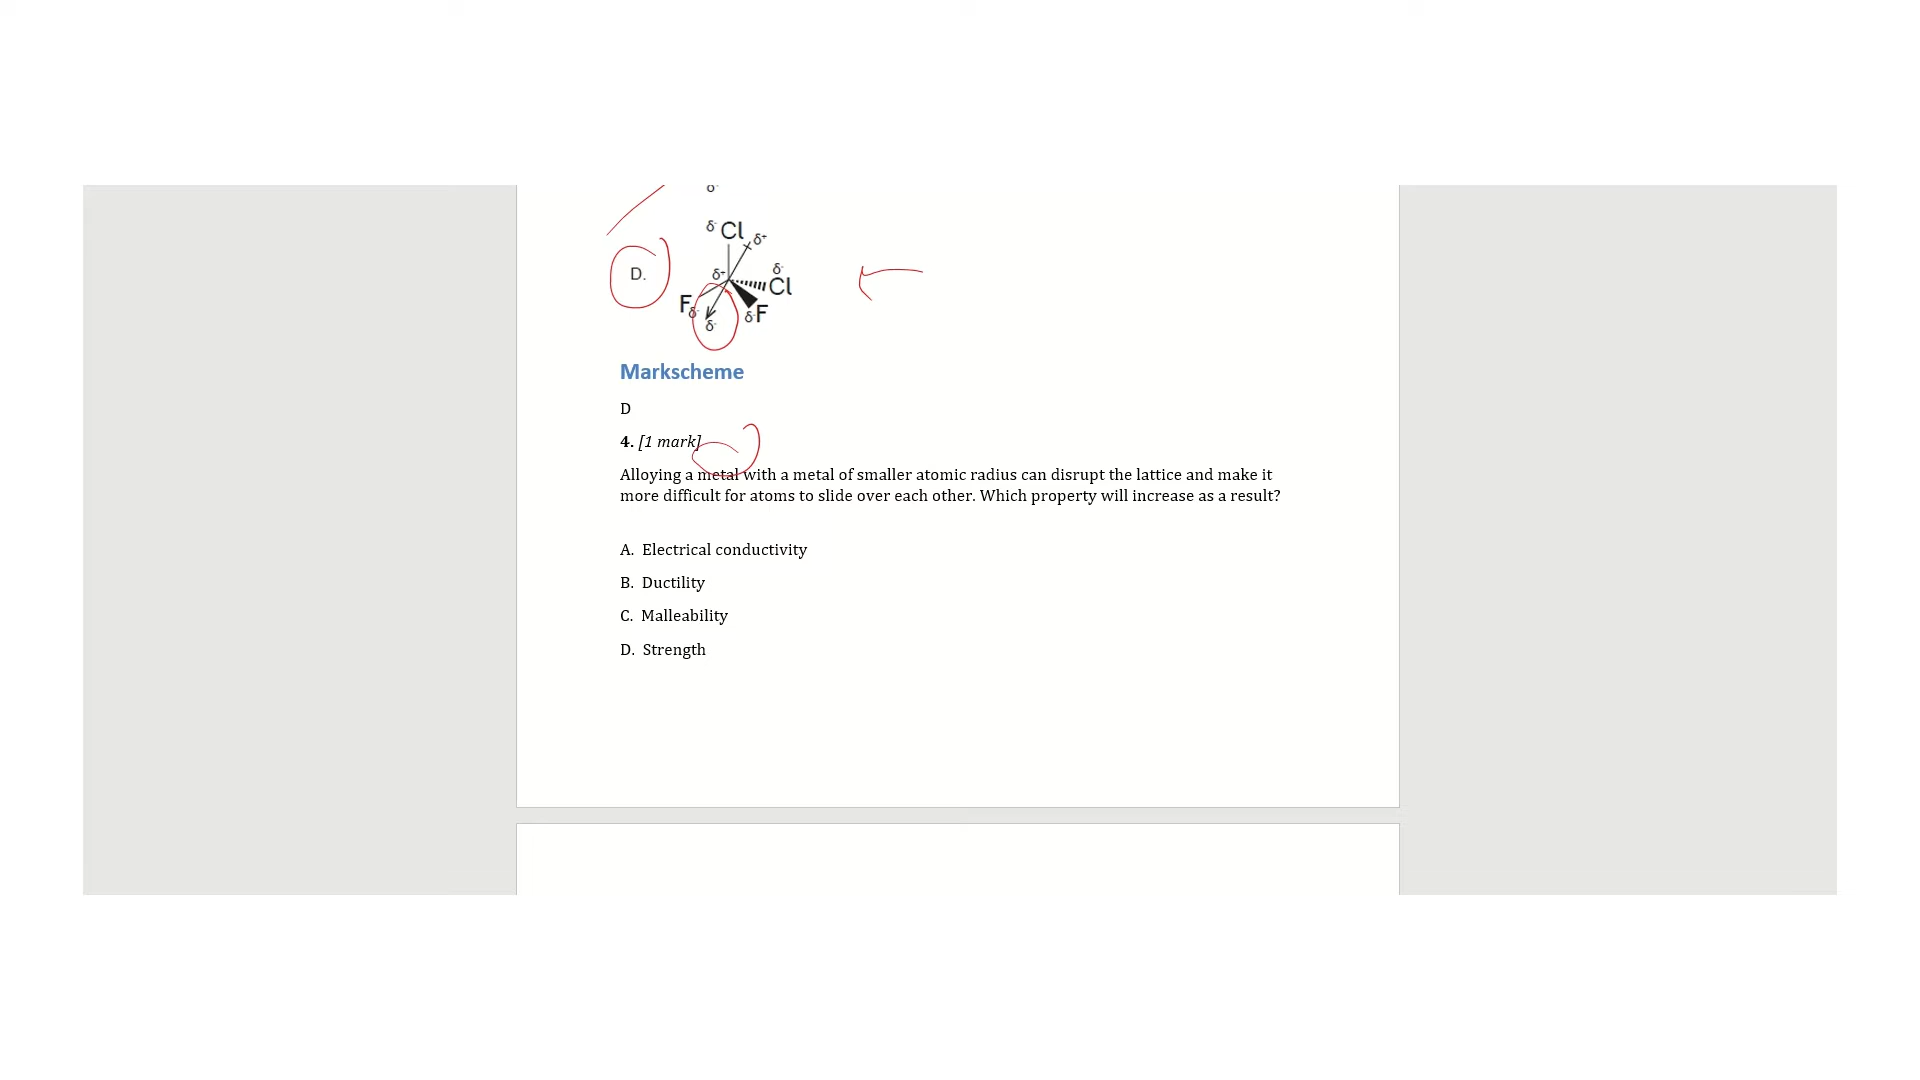 δ⁻
δ⁻ Cl δ⁺
D. δ⁺ δ⁻ Cl
F δ⁻ δ⁻ δ⁻ F
Markscheme
D
4. [1 mark]
Alloying a metal with a metal of smaller atomic radius can disrupt the lattice and make it
more difficult for atoms to slide over each other. Which property will increase as a result?
A. Electrical conductivity
B. Ductility
C. Malleability
D. Strength